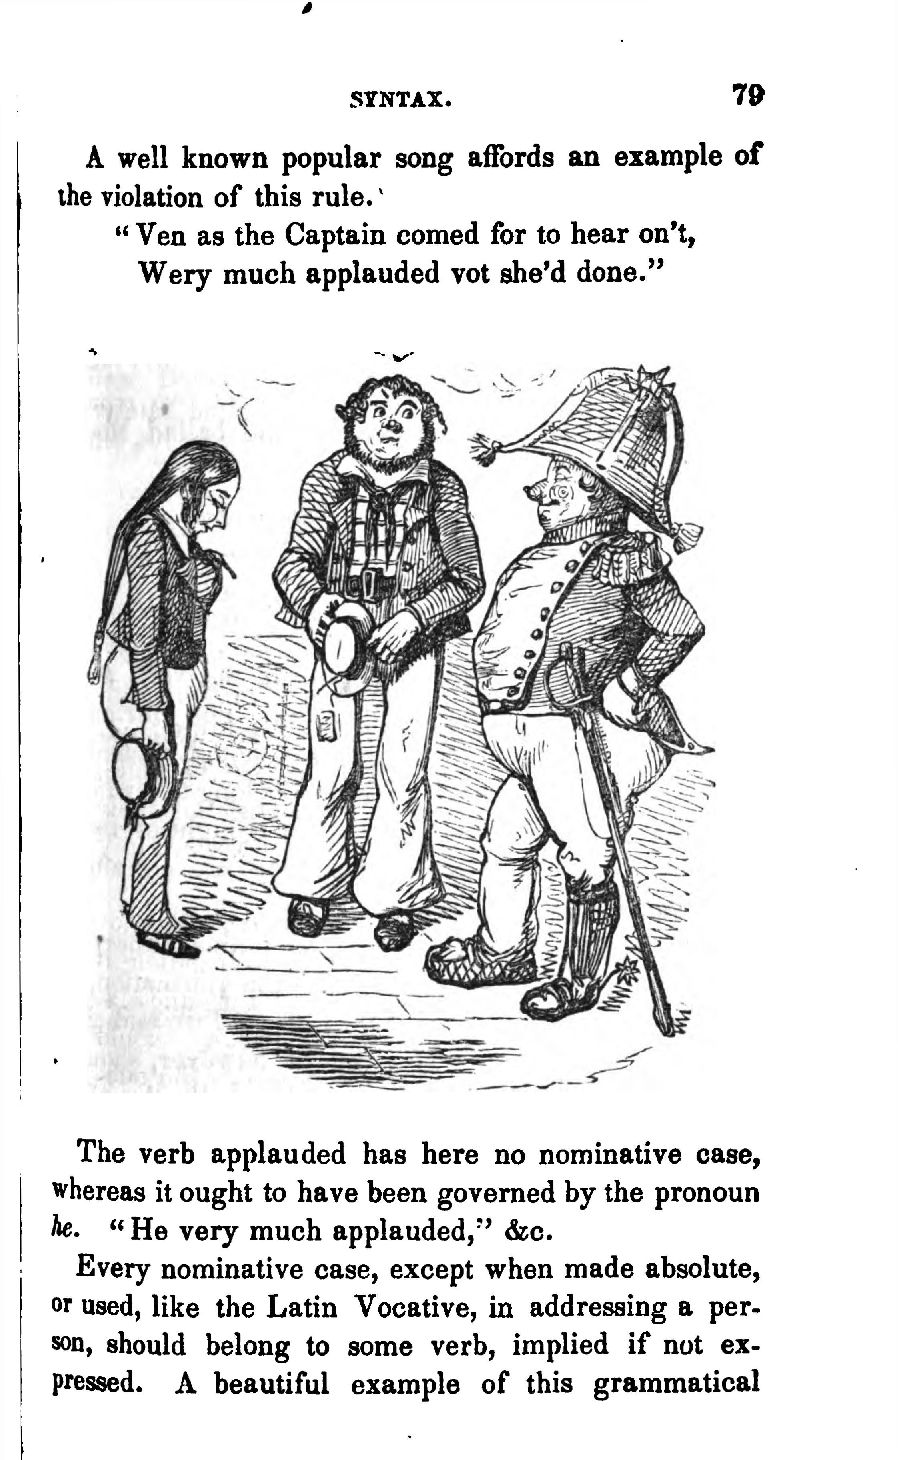 SYNTAX. 79
A well known popular song affords an example of
the violation of this rule.
“ Ven as the Captain comed for to hear on’t,
Wery much applauded vot she’d done.”
The verb applauded has here no nominative case,
whereas it ought to have been governed by the pronoun
he. “ He very much applauded,” &c.
Every nominative case, except when made absolute,
or used, like the Latin Vocative, in addressing a per-
son, should belong to some verb, implied if not ex-
pressed. A beautiful example of this grammatical